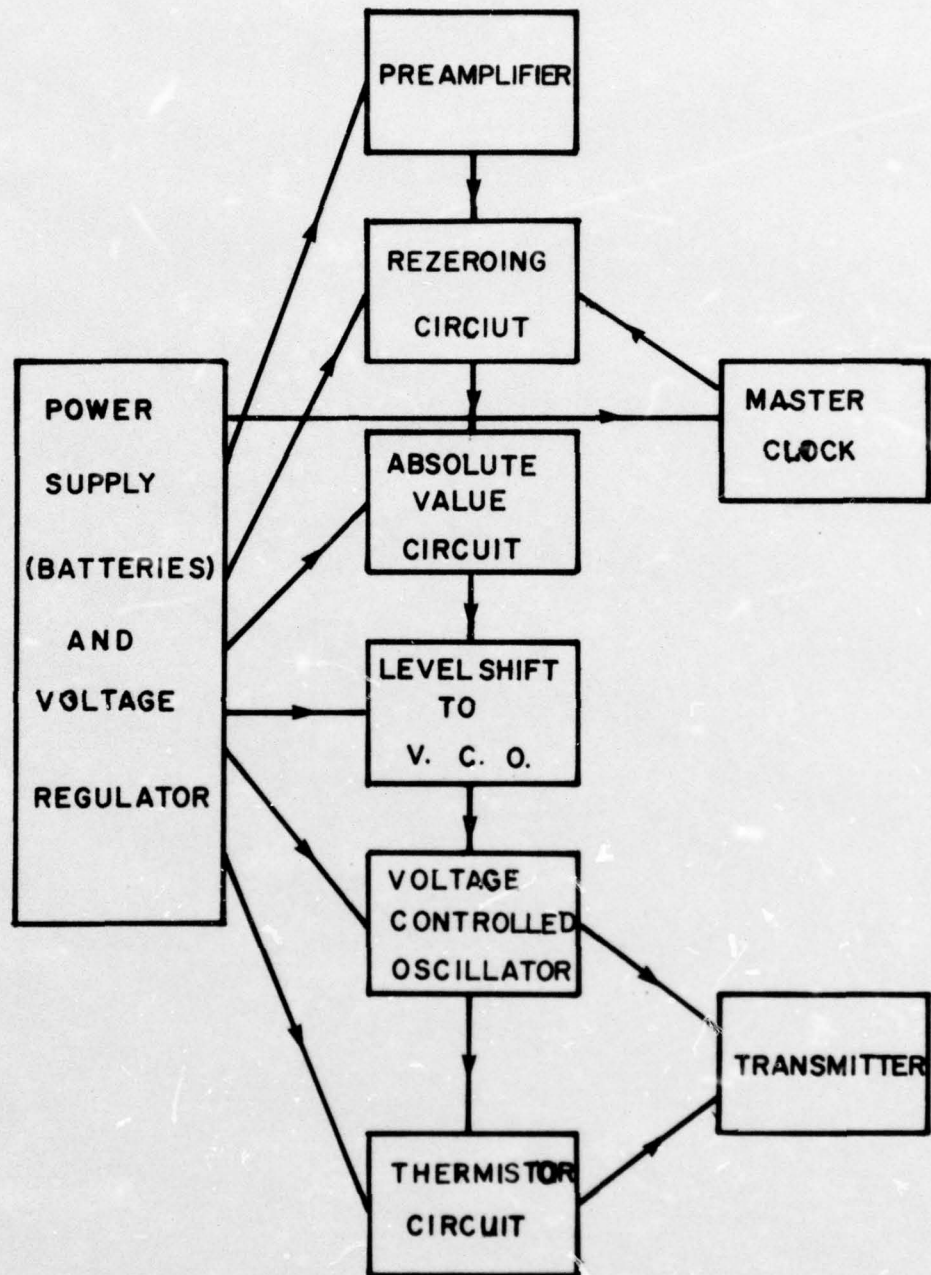 PREAMPLIFIER
REZEROING
CIRCIUT
POWER
SUPPLY
(BATTERIES)
AND
VOLTAGE
REGULATOR
MASTER
CLOCK
ABSOLUTE
VALUE
CIRCUIT
LEVEL SHIFT
TO
V. C. O.
VOLTAGE
CONTROLLED
OSCILLATOR
TRANSMITTER
THERMISTOR
CIRCUIT